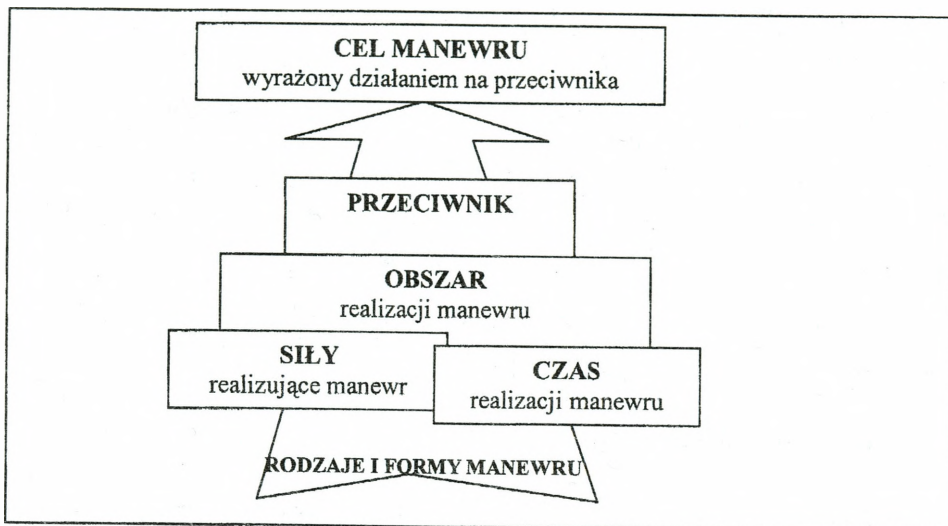 CEL MANEWRU
wyrażony działaniem na przeciwnika
PRZECIWNIK
OBSZAR
realizacji manewru
SIŁY
realizujące manewr
CZAS
realizacji manewru
RODZAJE I FORMY MANEWRU